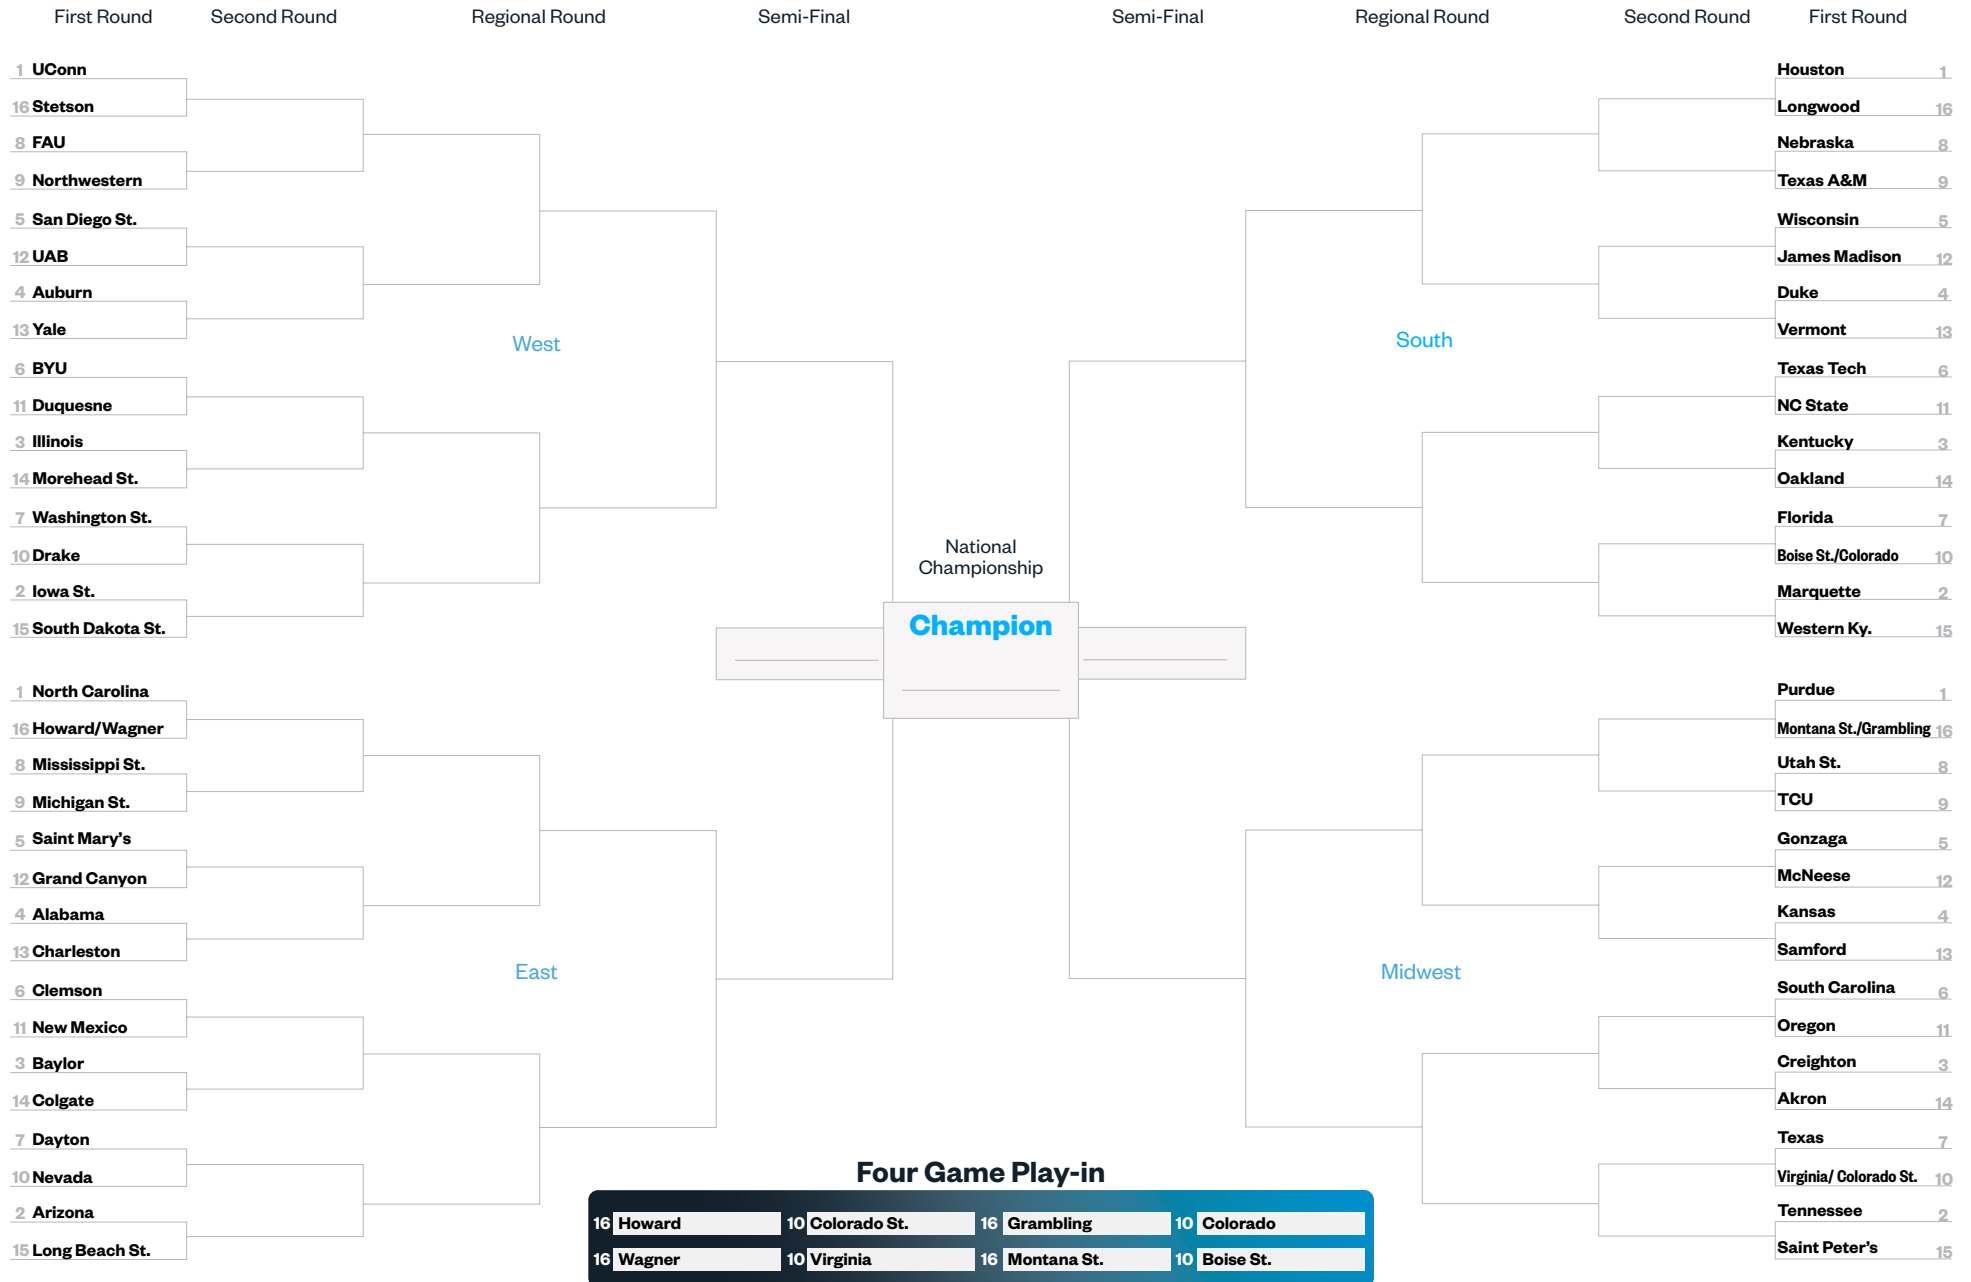 First Round Second Round Regional Round Semi-Final Semi-Final Regional Round Second Round First Round
1 UConn
16 Stetson
8 FAU
9 Northwestern
5 San Diego St.
12 UAB
4 Auburn
13 Yale
West
6 BYU
11 Duquesne
3 Illinois
14 Morehead St.
7 Washington St.
10 Drake
2 Iowa St.
15 South Dakota St.
1 North Carolina
16 Howard/Wagner
8 Mississippi St.
9 Michigan St.
5 Saint Mary’s
12 Grand Canyon
4 Alabama
13 Charleston
East
6 Clemson
11 New Mexico
3 Baylor
14 Colgate
7 Dayton
10 Nevada
2 Arizona
15 Long Beach St.
National
Championship
Champion
Houston 1
Longwood 16
Nebraska 8
Texas A&M 9
Wisconsin 5
James Madison 12
Duke 4
Vermont 13
South
Texas Tech 6
NC State 11
Kentucky 3
Oakland 14
Florida 7
Boise St./Colorado 10
Marquette 2
Western Ky. 15
Purdue 1
Montana St./Grambling 16
Utah St. 8
TCU 9
Gonzaga 5
McNeese 12
Kansas 4
Samford 13
Midwest
South Carolina 6
Oregon 11
Creighton 3
Akron 14
Texas 7
Virginia/ Colorado St. 10
Tennessee 2
Saint Peter’s 15
Four Game Play-in
16 Howard 10 Colorado St. 16 Grambling 10 Colorado
16 Wagner 10 Virginia 16 Montana St. 10 Boise St.